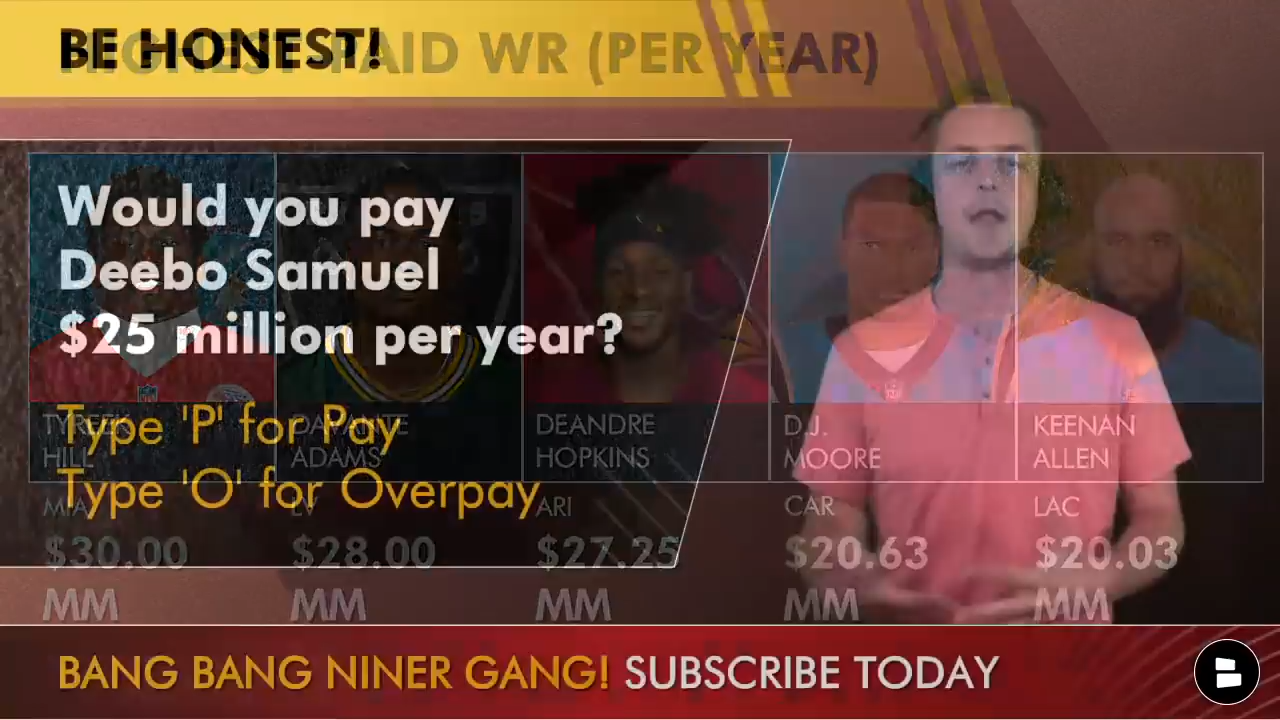 BE HONEST!
HIGHEST PAID WR (PER YEAR)
Would you pay
Deebo Samuel
$25 million per year?
Type 'P' for Pay
Type 'O' for Overpay
TYREEK
HILL
MIA
$30.00
MM
DAVANTE
ADAMS
LV
$28.00
MM
DEANDRE
HOPKINS
ARI
$27.25
MM
D.J.
MOORE
CAR
$20.63
MM
KEENAN
ALLEN
LAC
$20.03
MM
BANG BANG NINER GANG! SUBSCRIBE TODAY